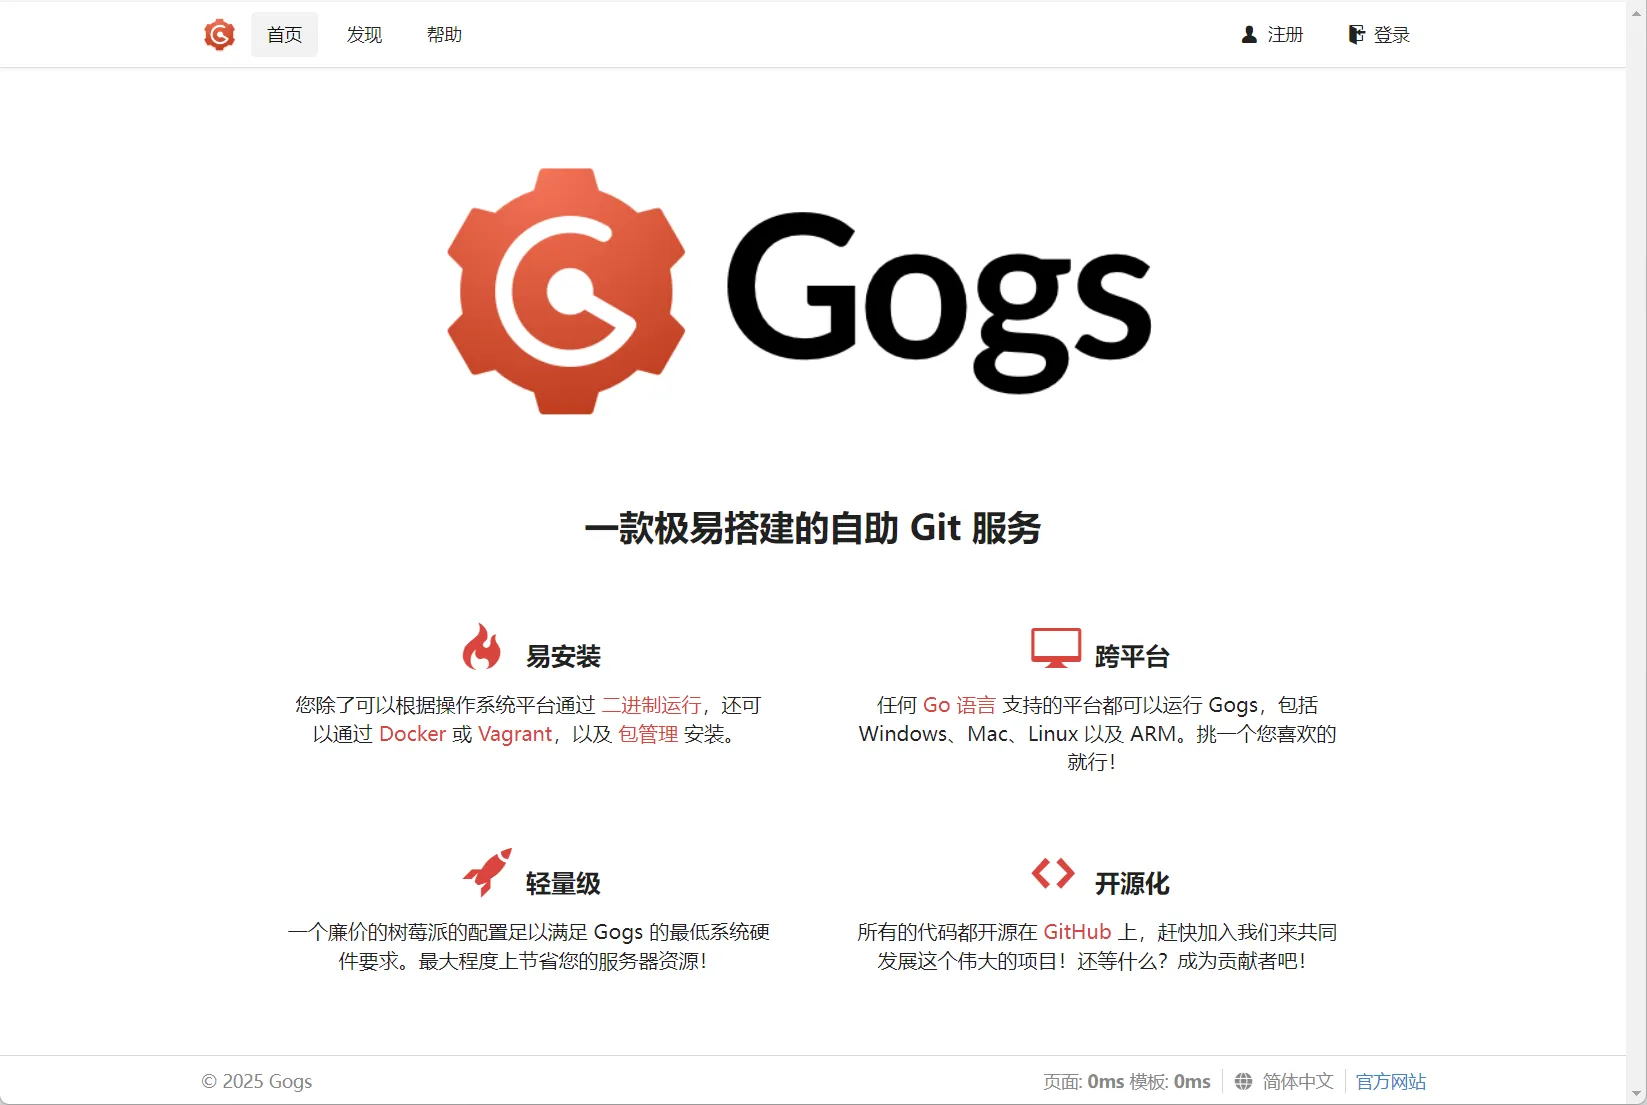 首页 发现 帮助 注册 登录
Gogs
一款极易搭建的自助 Git 服务
易安装
您除了可以根据操作系统平台通过 二进制运行，还可
以通过 Docker 或 Vagrant，以及 包管理 安装。
跨平台
任何 Go 语言 支持的平台都可以运行 Gogs，包括
Windows、Mac、Linux 以及 ARM。挑一个您喜欢的
就行！
轻量级
一个廉价的树莓派的配置足以满足 Gogs 的最低系统硬
件要求。最大程度上节省您的服务器资源！
开源化
所有的代码都开源在 GitHub 上，赶快加入我们来共同
发展这个伟大的项目！还等什么？成为贡献者吧！
© 2025 Gogs
页面: 0ms 模板: 0ms 简体中文 官方网站